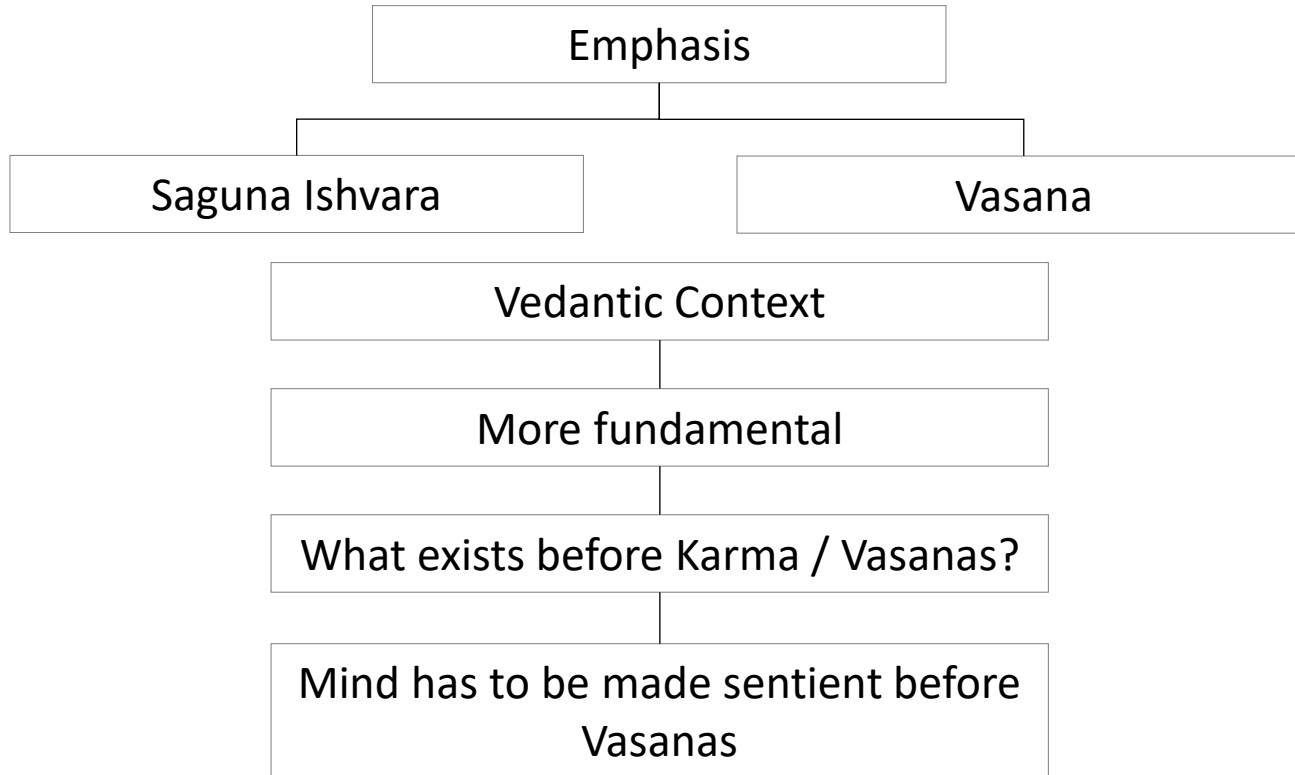 Emphasis
Saguna Ishvara
Vasana
Vedantic Context
More fundamental
What exists before Karma / Vasanas?
Mind has to be made sentient before
Vasanas